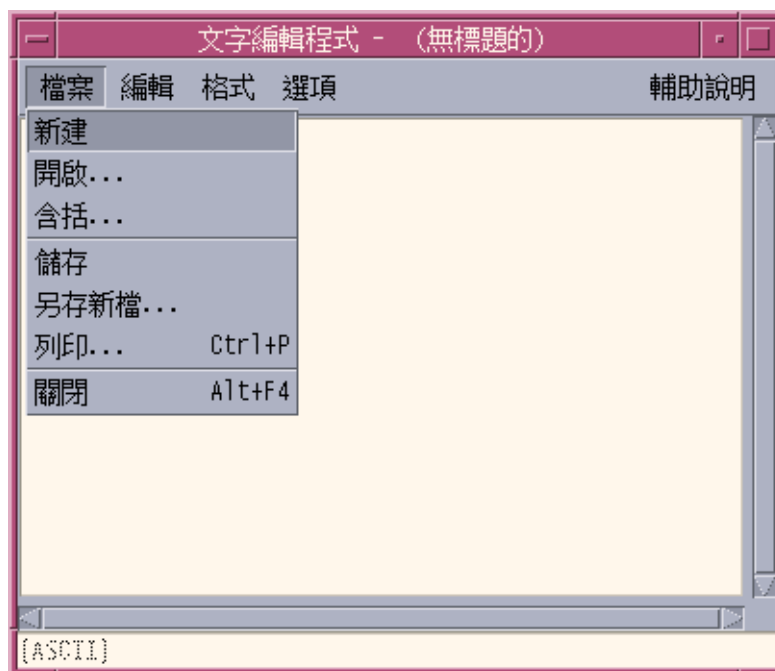 文字編輯程式 - (無標題的)
檔案 編輯 格式 選項 輔助說明
新建
開啟...
含括...
儲存
另存新檔...
列印... Ctrl+P
關閉 Alt+F4
[ASCII]